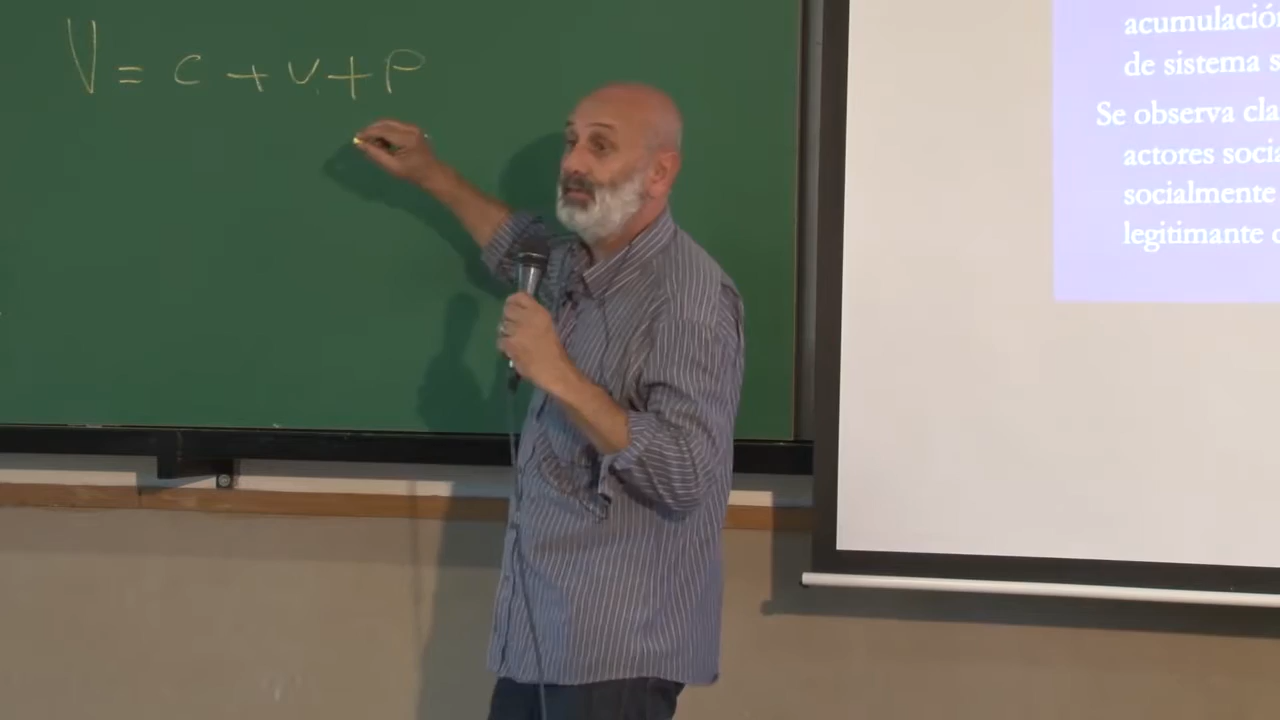 V = c + v + P
acumulación
de sistema s
Se observa cla
actores socia
socialmente
legitimante